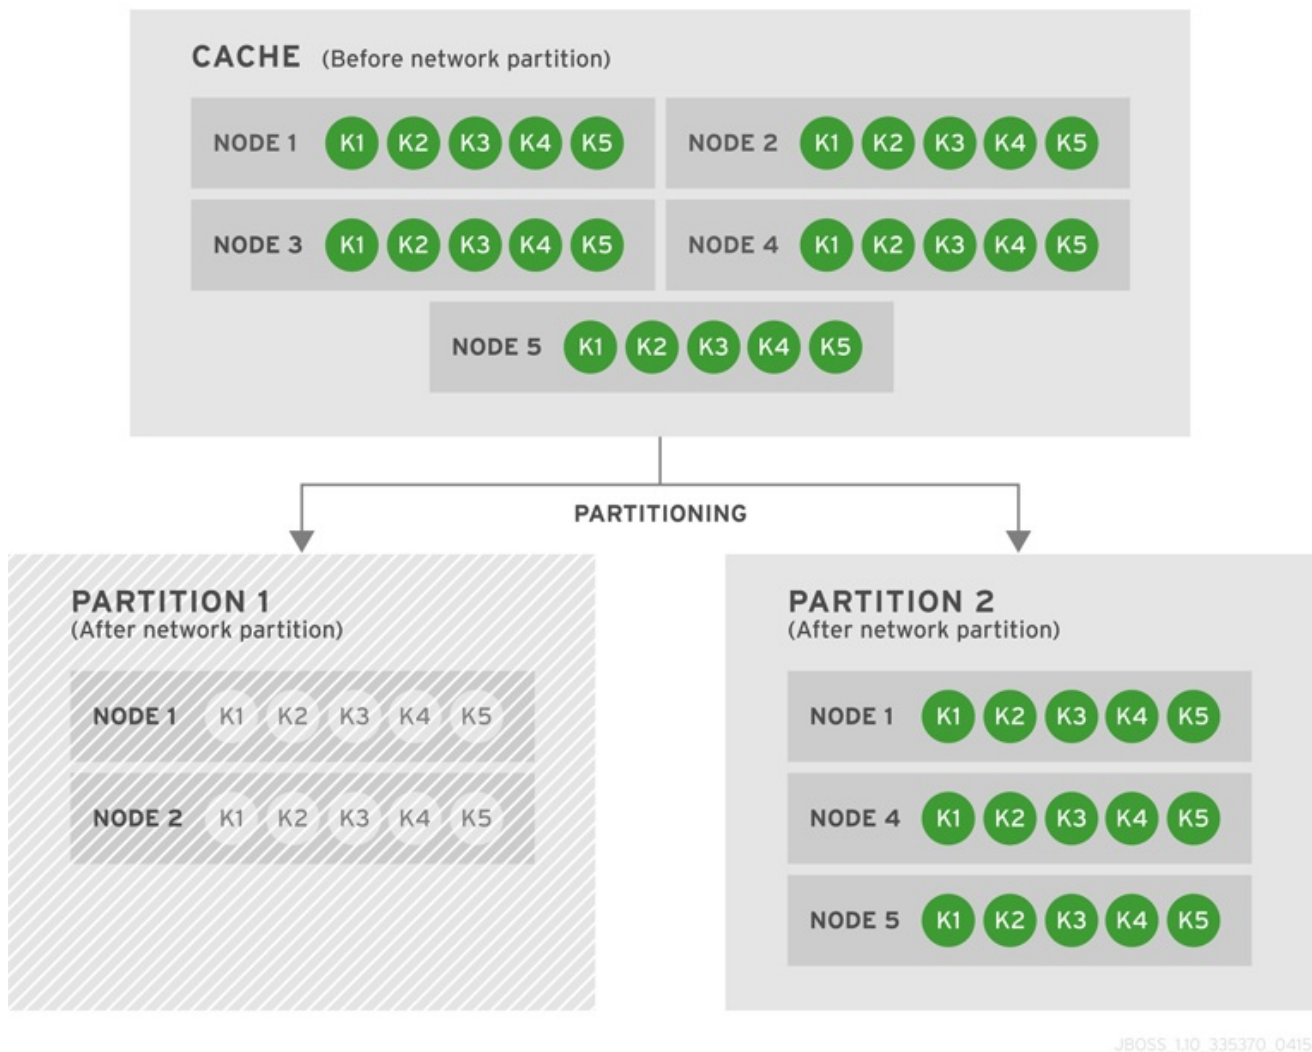 CACHE (Before network partition)
NODE 1 K1 K2 K3 K4 K5
NODE 2 K1 K2 K3 K4 K5
NODE 3 K1 K2 K3 K4 K5
NODE 4 K1 K2 K3 K4 K5
NODE 5 K1 K2 K3 K4 K5
PARTITIONING
PARTITION 1
(After network partition)
NODE 1 K1 K2 K3 K4 K5
NODE 2 K1 K2 K3 K4 K5
PARTITION 2
(After network partition)
NODE 1 K1 K2 K3 K4 K5
NODE 4 K1 K2 K3 K4 K5
NODE 5 K1 K2 K3 K4 K5
JBOSS_1.10_335370_0415